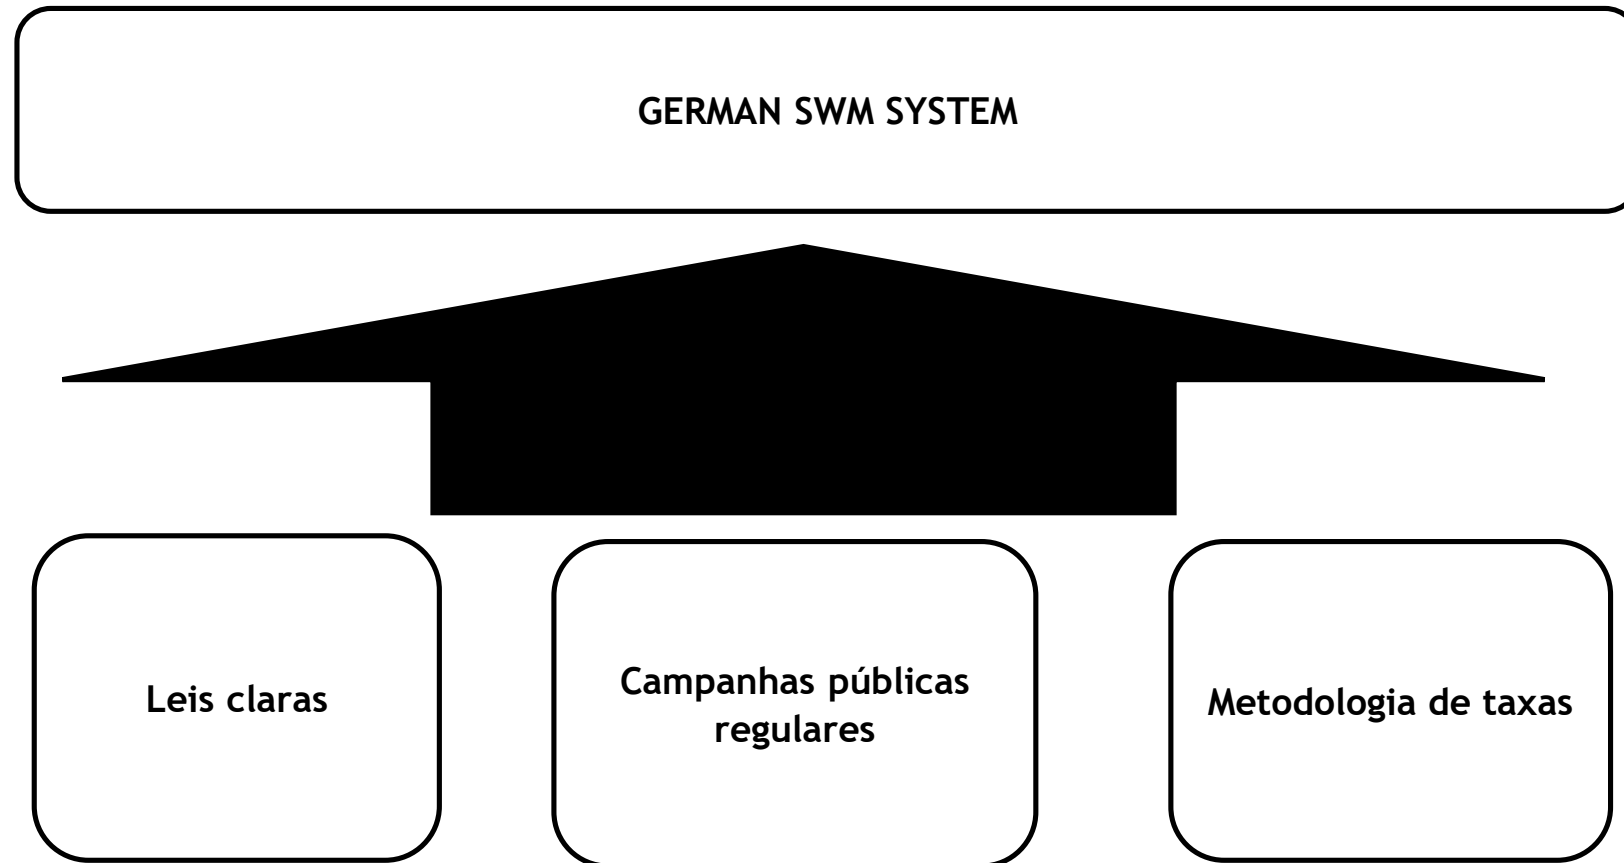 GERMAN SWM SYSTEM
Leis claras
Campanhas públicas
regulares
Metodologia de taxas